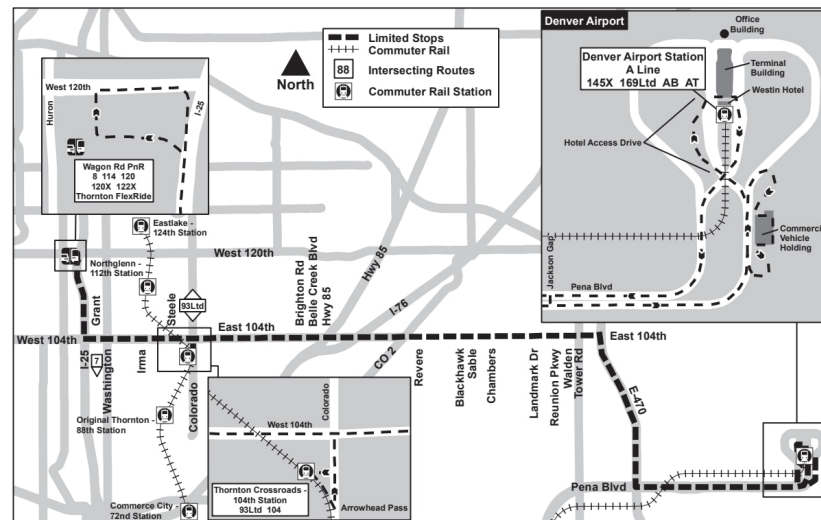 Limited Stops
Commuter Rail
88 Intersecting Routes
Commuter Rail Station
North
West 120th
Huron
I-25
Wagon Rd PnR
8 114 120
120X 122X
Thornton FlexRide
Denver Airport
Office
Building
Denver Airport Station
A Line
145X 169Ltd AB AT
Terminal
Building
Westin Hotel
Hotel Access Drive
Commerci
Vehicle
Holding
Jackson Gap
Pena Blvd
Eastlake -
124th Station
West 120th
Northglenn -
112th Station
Grant
Steele
93Ltd
Brighton Rd
Belle Creek Blvd
Hwy 85
Hwy 85
I-76
CO 2
West 104th
East 104th
East 104th
I-25
7
Washington
Irma
Colorado
Revere
Blackhawk
Sable
Chambers
Landmark Dr
Reunion Pkwy
Walden
Tower Rd
E-470
Original Thornton -
88th Station
Commerce City -
72nd Station
Colorado
West 104th
Thornton Crossroads -
104th Station
93Ltd 104
Arrowhead Pass
Pena Blvd